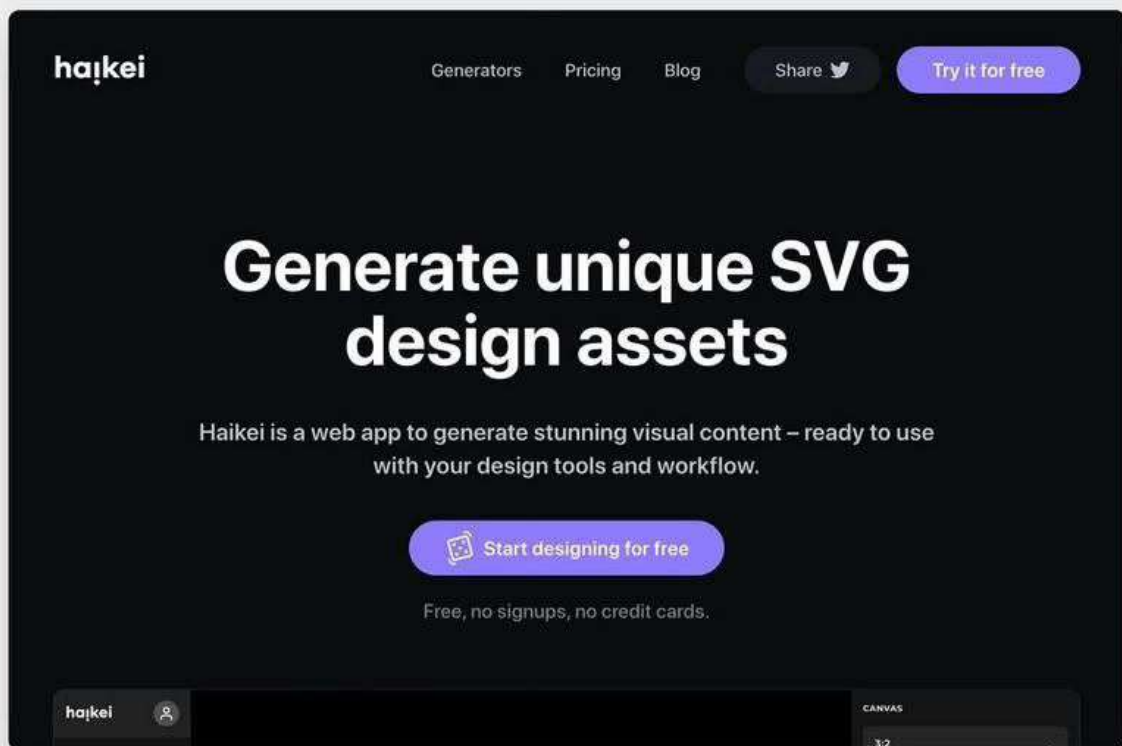 haikei
Generators Pricing Blog Share Try it for free
Generate unique SVG
design assets
Haikei is a web app to generate stunning visual content – ready to use
with your design tools and workflow.
Start designing for free
Free, no signups, no credit cards.
haikei
CANVAS
3:2